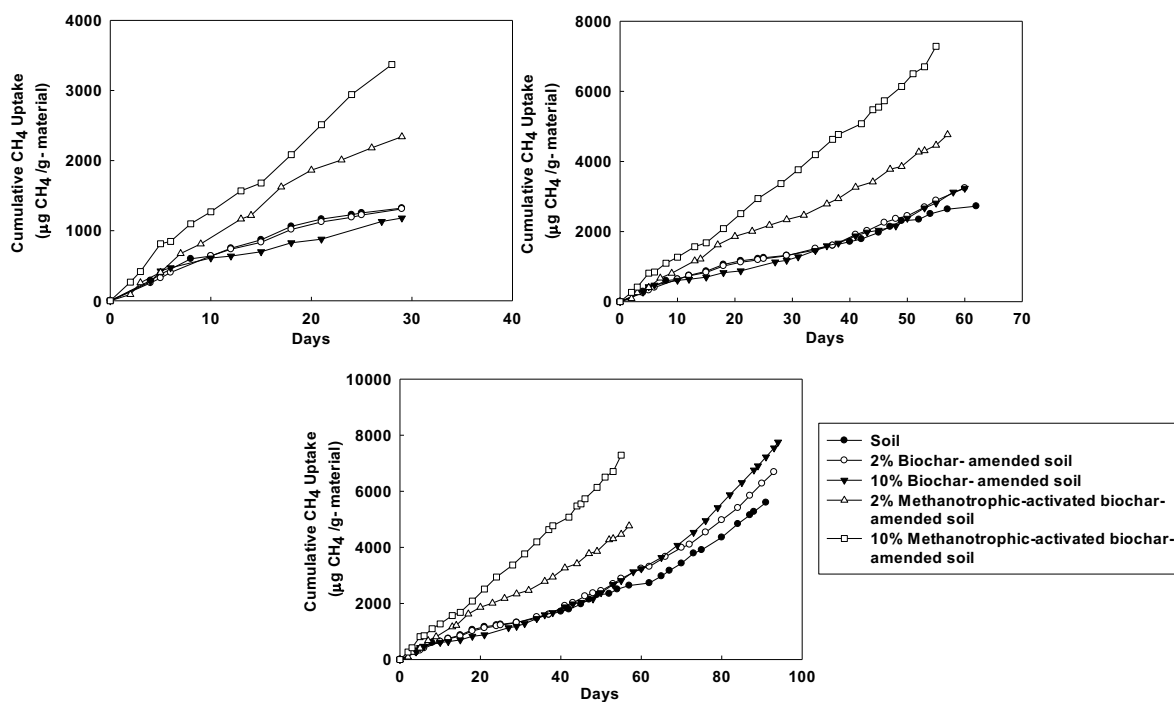 4000
3000
2000
1000
0
0 10 20 30 40
Days
Cumulative CH4 Uptake
(µg CH4 /g- material)
8000
6000
4000
2000
0
0 10 20 30 40 50 60 70
Days
Cumulative CH4 Uptake
(µg CH4 /g- material)
10000
8000
6000
4000
2000
0
0 20 40 60 80 100
Days
Cumulative CH4 Uptake
(µg CH4 /g- material)
Soil
2% Biochar- amended soil
10% Biochar- amended soil
2% Methanotrophic-activated biochar-
amended soil
10% Methanotrophic-activated biochar-
amended soil